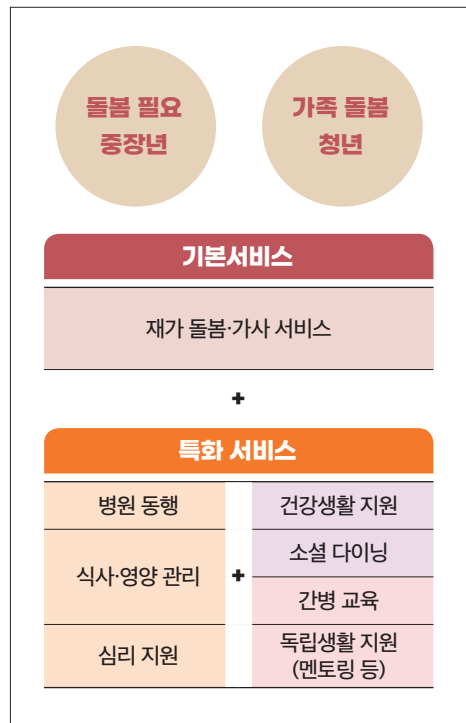 돌봄 필요
중장년
가족 돌봄
청년
기본서비스
재가 돌봄·가사 서비스
+
특화 서비스
병원 동행
식사·영양 관리
심리 지원
+
건강생활 지원
소셜 다이닝
간병 교육
독립생활 지원
(멘토링 등)